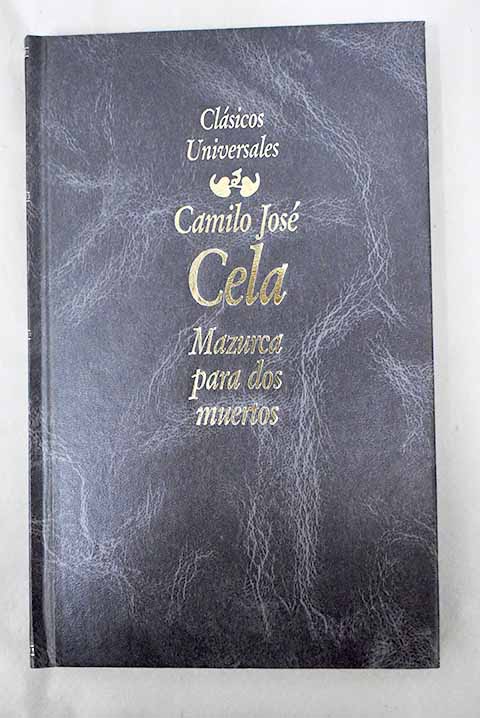 Clásicos
Universales
Camilo José
Cela
Mazurca
para dos
muertos